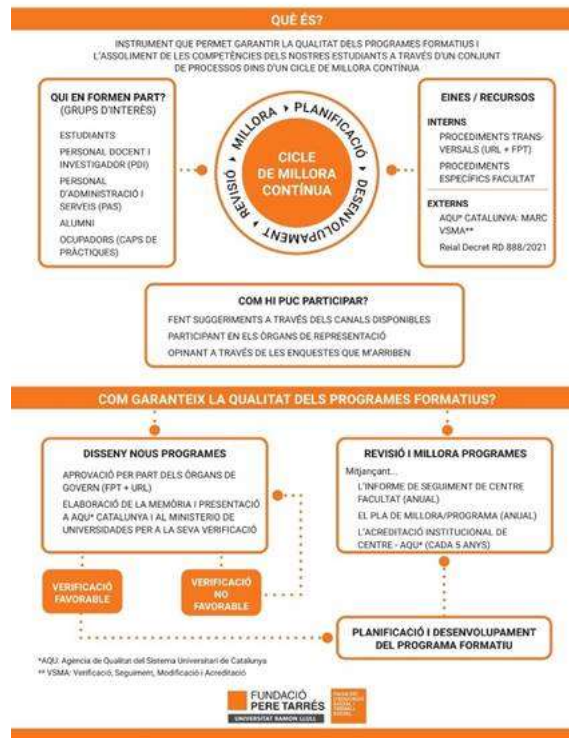 QUÈ ÉS?
INSTRUMENT QUE PERMET GARANTIR LA QUALITAT DELS PROGRAMES FORMATIUS I
L'ASSOLIMENT DE LES COMPETÈNCIES DELS NOSTRES ESTUDIANTS A TRAVÉS D'UN CONJUNT
DE PROCESSOS DINS D'UN CICLE DE MILLORA CONTÍNUA
QUI EN FORMEN PART?
(GRUPS D'INTERÈS)
ESTUDIANTS
PERSONAL DOCENT I
INVESTIGADOR (PDI)
PERSONAL
D'ADMINISTRACIÓ I
SERVEIS (PAS)
ALUMNI
OCUPADORS (CAPS DE
PRÀCTIQUES)
MILLORA
PLANIFICACIÓ
DESENVOLUPAMENT
REVISIÓ
CICLE
DE MILLORA
CONTÍNUA
EINES / RECURSOS
INTERNS
PROCEDIMENTS TRANS-
VERSALS (URL + FPT)
PROCEDIMENTS
ESPECÍFICS FACULTAT
EXTERNS
AQU* CATALUNYA: MARC
VSMA**
Reial Decret RD 888/2021
COM HI PUC PARTICIPAR?
FENT SUGGERIMENTS A TRAVÉS DELS CANALS DISPONIBLES
PARTICIPANT EN ELS ÒRGANS DE REPRESENTACIÓ
OPINANT A TRAVÉS DE LES ENQUESTES QUE M'ARRIBEN
COM GARANTEIX LA QUALITAT DELS PROGRAMES FORMATIUS?
DISSENY NOUS PROGRAMES
APROVACIÓ PER PART DELS ÒRGANS DE
GOVERN (FPT + URL)
ELABORACIÓ DE LA MEMÒRIA I PRESENTACIÓ
A AQU* CATALUNYA I AL MINISTERIO DE
UNIVERSIDADES PER A LA SEVA VERIFICACIÓ
REVISIÓ I MILLORA PROGRAMES
Mitjançant...
L'INFORME DE SEGUIMENT DE CENTRE
FACULTAT (ANUAL)
EL PLA DE MILLORA/PROGRAMA (ANUAL)
L'ACREDITACIÓ INSTITUCIONAL DE
CENTRE - AQU* (CADA 5 ANYS)
VERIFICACIÓ
FAVORABLE
VERIFICACIÓ
NO
FAVORABLE
PLANIFICACIÓ I DESENVOLUPAMENT
DEL PROGRAMA FORMATIU
*AQU: Agència de Qualitat del Sistema Universitari de Catalunya
** VSMA: Verificació, Seguiment, Modificació i Acreditació
FUNDACIÓ
PERE TARRÉS
UNIVERSITAT RAMON LLULL